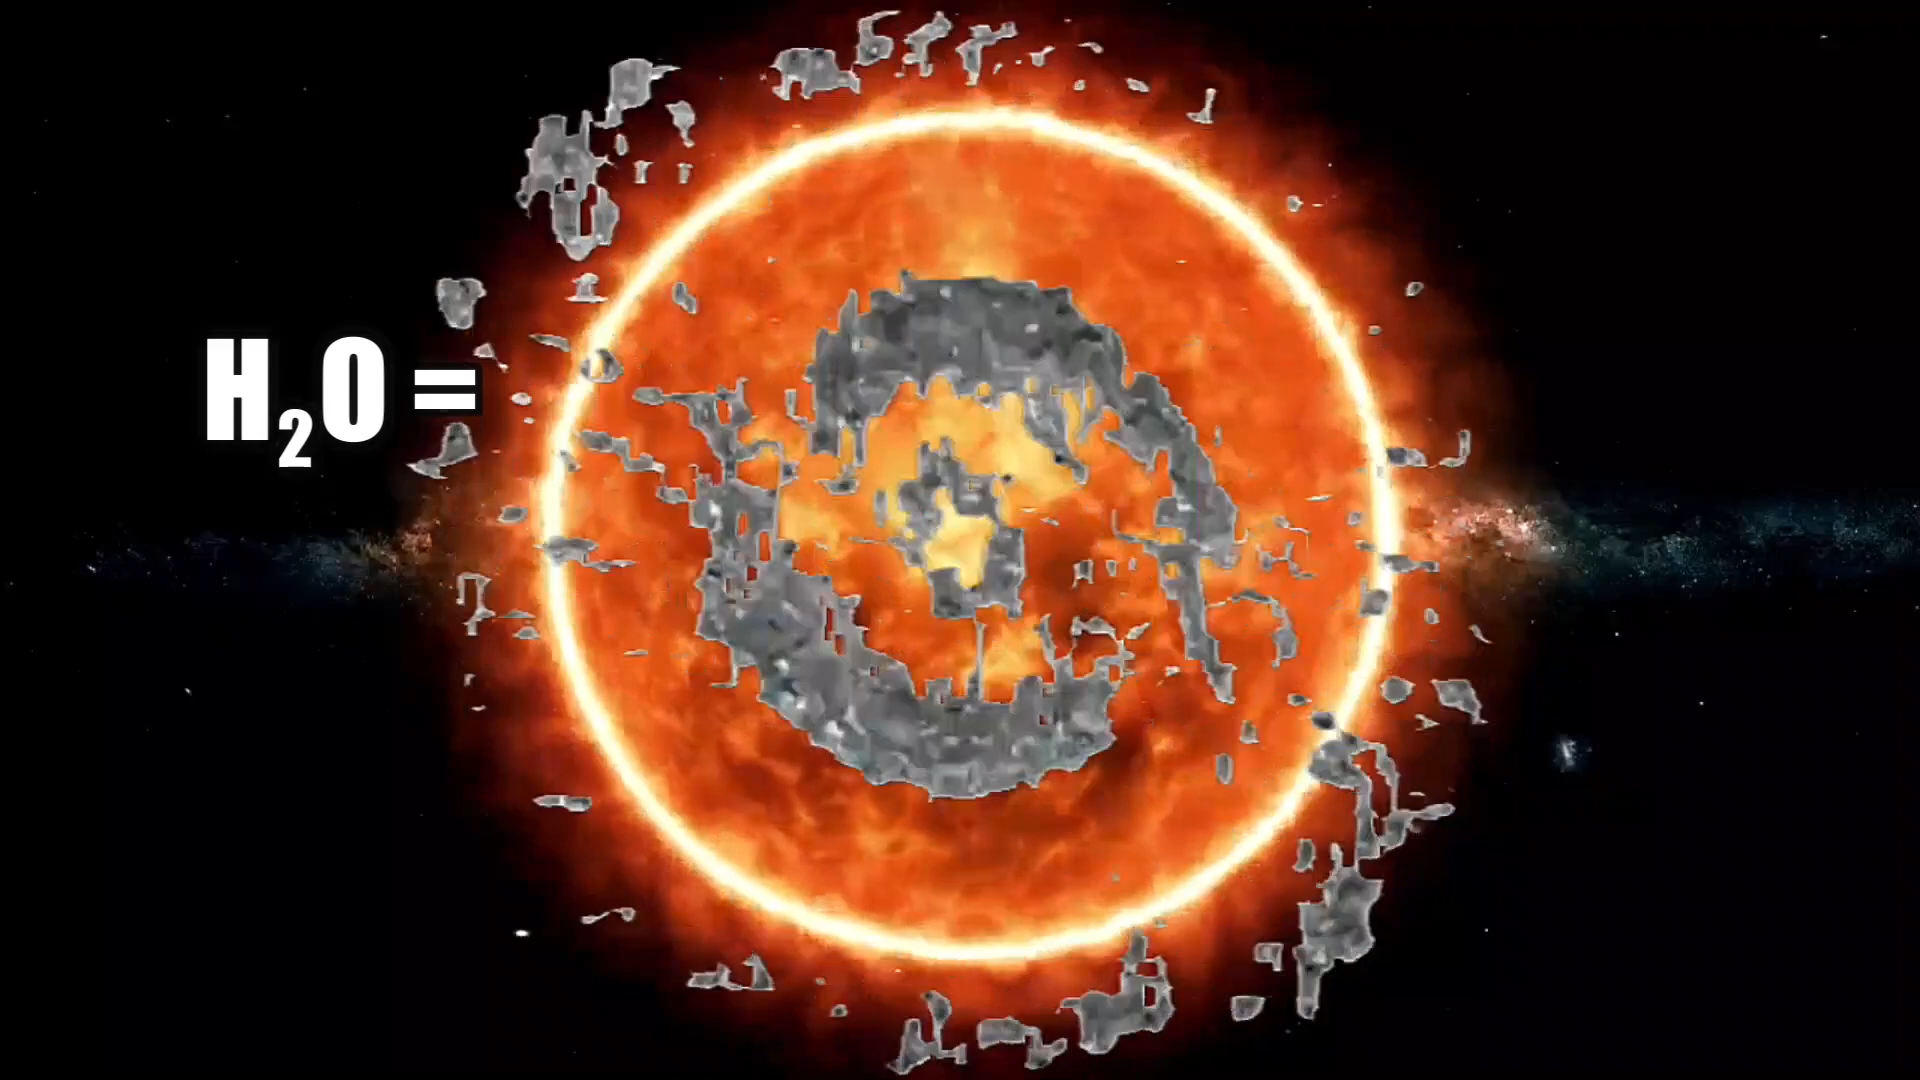 H₂O =